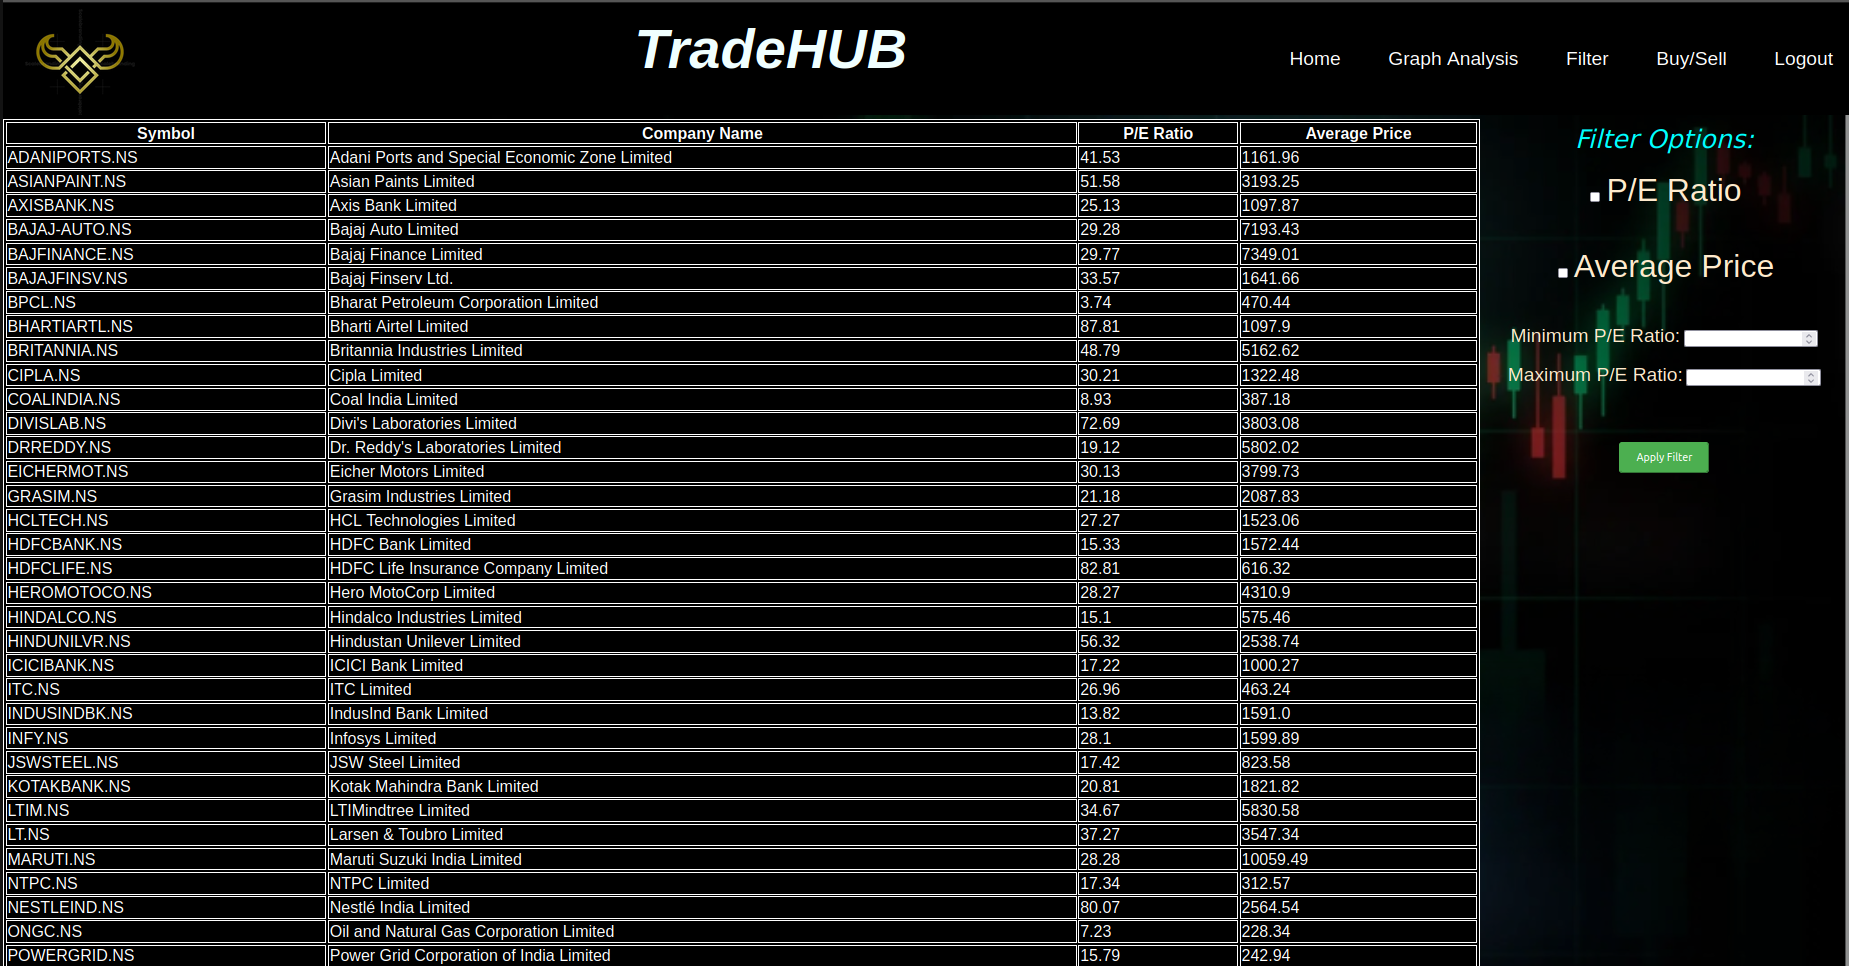 TradeHUB
Home Graph Analysis Filter Buy/Sell Logout
Symbol Company Name P/E Ratio Average Price
ADANIPORTS.NS Adani Ports and Special Economic Zone Limited 41.53 1161.96
ASIANPAINT.NS Asian Paints Limited 51.58 3193.25
AXISBANK.NS Axis Bank Limited 25.13 1097.87
BAJAJ-AUTO.NS Bajaj Auto Limited 29.28 7193.43
BAJFINANCE.NS Bajaj Finance Limited 29.77 7349.01
BAJAJFINSV.NS Bajaj Finserv Ltd. 33.57 1641.66
BPCL.NS Bharat Petroleum Corporation Limited 3.74 470.44
BHARTIARTL.NS Bharti Airtel Limited 87.81 1097.9
BRITANNIA.NS Britannia Industries Limited 48.79 5162.62
CIPLA.NS Cipla Limited 30.21 1322.48
COALINDIA.NS Coal India Limited 8.93 387.18
DIVISLAB.NS Divi's Laboratories Limited 72.69 3803.08
DRREDDY.NS Dr. Reddy's Laboratories Limited 19.12 5802.02
EICHERMOT.NS Eicher Motors Limited 30.13 3799.73
GRASIM.NS Grasim Industries Limited 21.18 2087.83
HCLTECH.NS HCL Technologies Limited 27.27 1523.06
HDFCBANK.NS HDFC Bank Limited 15.33 1572.44
HDFCLIFE.NS HDFC Life Insurance Company Limited 82.81 616.32
HEROMOTOCO.NS Hero MotoCorp Limited 28.27 4310.9
HINDALCO.NS Hindalco Industries Limited 15.1 575.46
HINDUNILVR.NS Hindustan Unilever Limited 56.32 2538.74
ICICIBANK.NS ICICI Bank Limited 17.22 1000.27
ITC.NS ITC Limited 26.96 463.24
INDUSINDBK.NS IndusInd Bank Limited 13.82 1591.0
INFY.NS Infosys Limited 28.1 1599.89
JSWSTEEL.NS JSW Steel Limited 17.42 823.58
KOTAKBANK.NS Kotak Mahindra Bank Limited 20.81 1821.82
LTIM.NS LTIMindtree Limited 34.67 5830.58
LT.NS Larsen & Toubro Limited 37.27 3547.34
MARUTI.NS Maruti Suzuki India Limited 28.28 10059.49
NTPC.NS NTPC Limited 17.34 312.57
NESTLEIND.NS Nestlé India Limited 80.07 2564.54
ONGC.NS Oil and Natural Gas Corporation Limited 7.23 228.34
POWERGRID.NS Power Grid Corporation of India Limited 15.79 242.94
Filter Options:
P/E Ratio
Average Price
Minimum P/E Ratio:
Maximum P/E Ratio:
Apply Filter